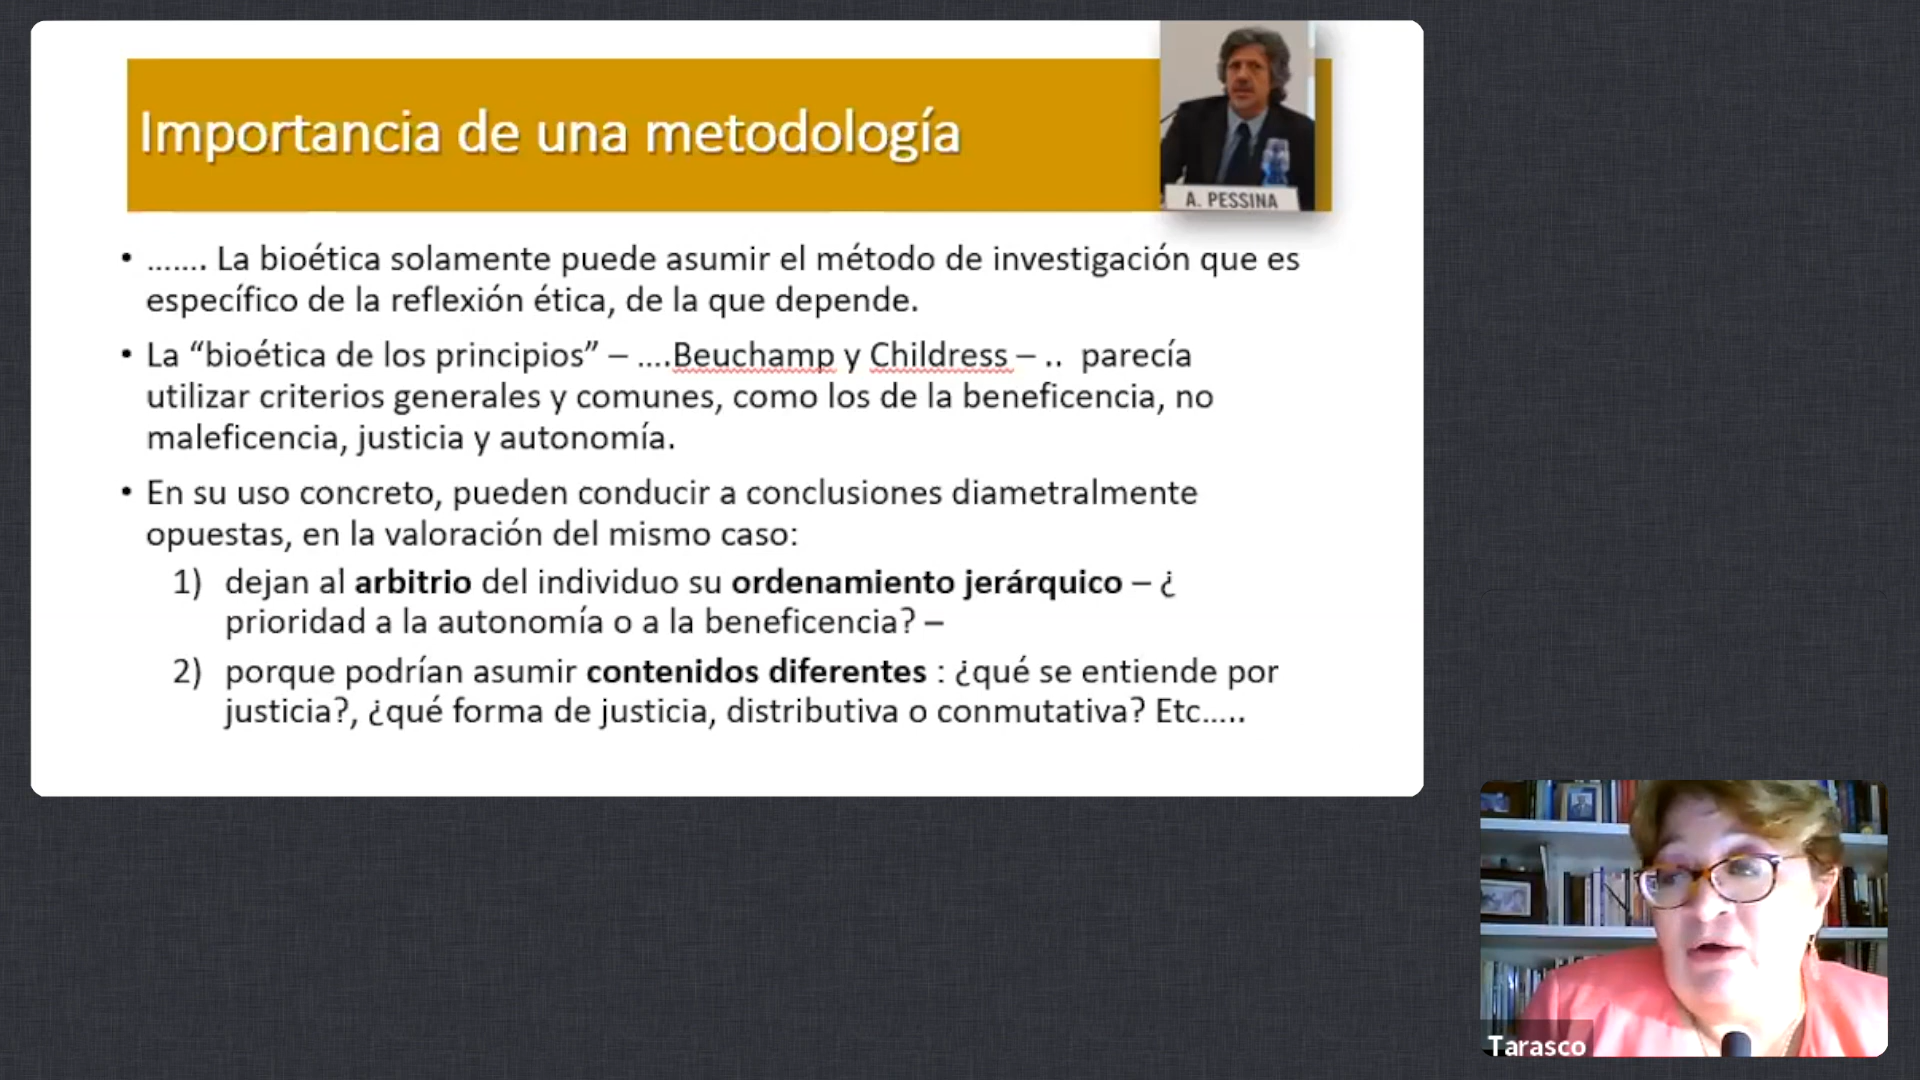 Importancia de una metodología
A. PESSINA
• ....... La bioética solamente puede asumir el método de investigación que es
específico de la reflexión ética, de la que depende.
• La “bioética de los principios” – ....Beuchamp y Childress – .. parecía
utilizar criterios generales y comunes, como los de la beneficencia, no
maleficencia, justicia y autonomía.
• En su uso concreto, pueden conducir a conclusiones diametralmente
opuestas, en la valoración del mismo caso:
1) dejan al arbitrio del individuo su ordenamiento jerárquico – ¿
prioridad a la autonomía o a la beneficencia? –
2) porque podrían asumir contenidos diferentes : ¿qué se entiende por
justicia?, ¿qué forma de justicia, distributiva o conmutativa? Etc.....
Tarasco